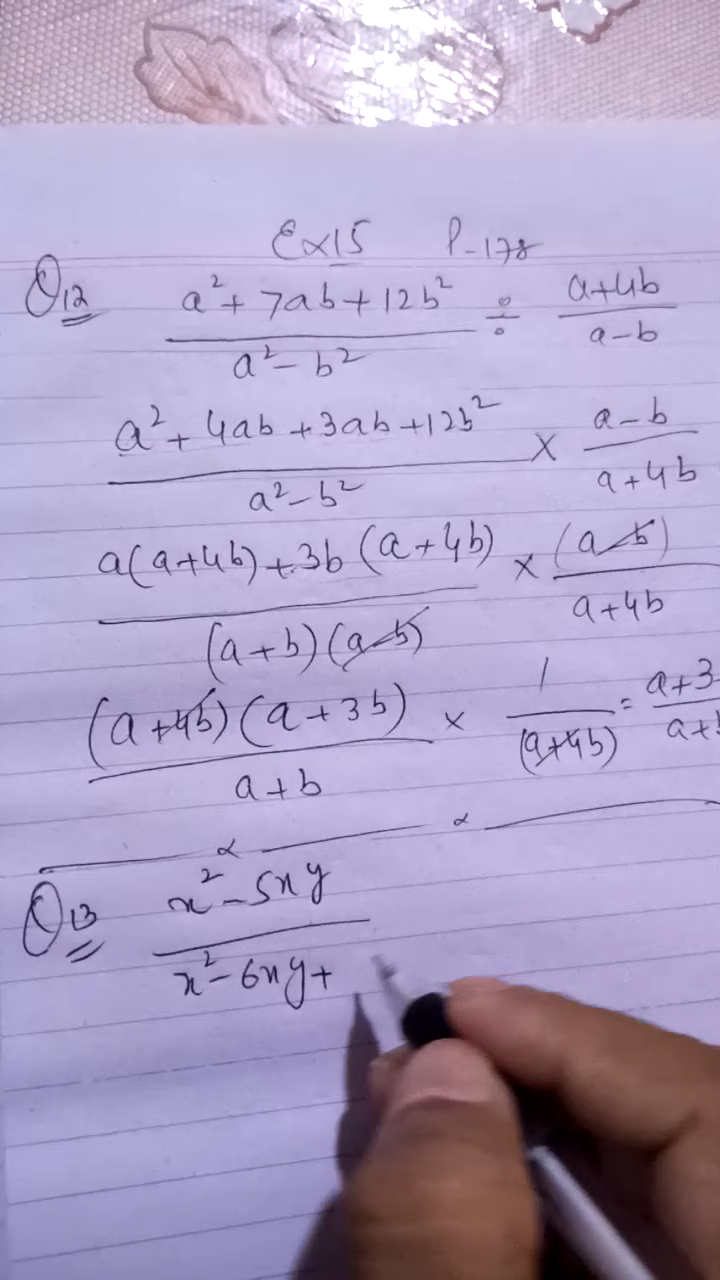 Ex15 P-178
Q12 a²+7ab+12b² / a²-b² ÷ a+4b / a-b
a²+4ab+3ab+12b² / a²-b² × a-b / a+4b
a(a+4b)+3b(a+4b) / (a+b)(a-b) × (a-b) / a+4b
(a+4b)(a+3b) / a+b × 1 / (a+4b) = a+3 / a+
Q13 x²-5xy / x²-6xy+